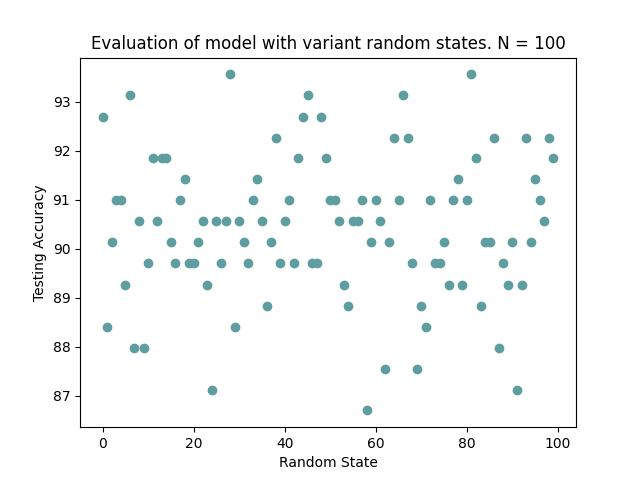 Evaluation of model with variant random states. N = 100
93
92
91
90
89
88
87
Testing Accuracy
0 20 40 60 80 100
Random State